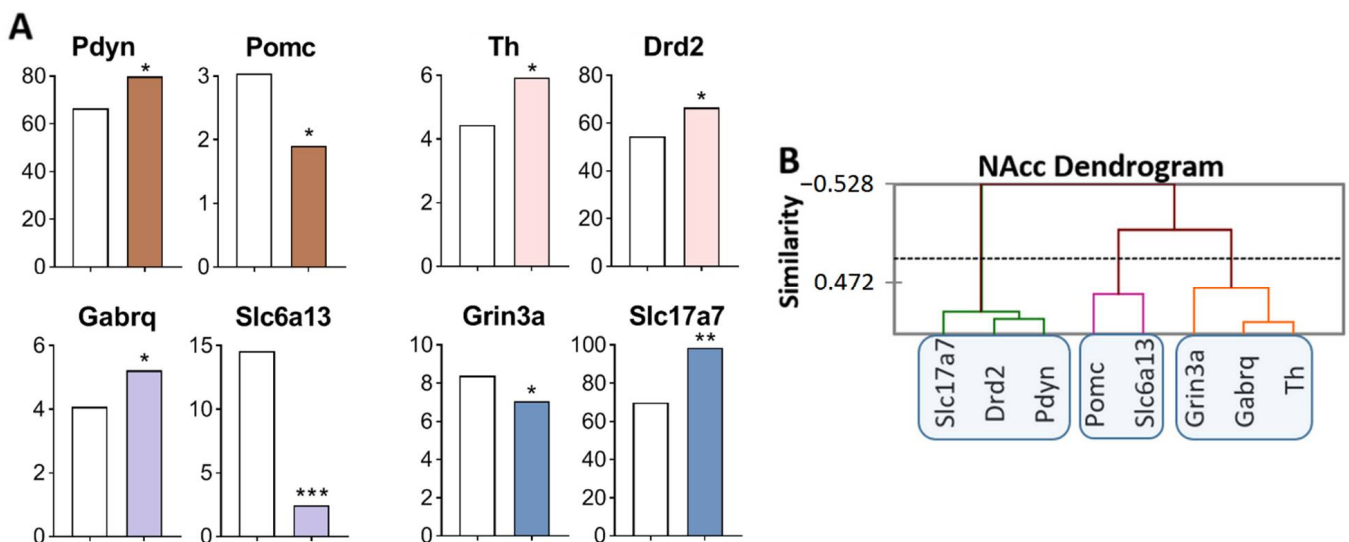 A
Pdyn
Pomc
Th
Drd2
80
60
40
20
0
*
3
2
1
0
*
6
4
2
0
*
80
60
40
20
0
*
Gabrq
Slc6a13
Grin3a
Slc17a7
6
4
2
0
*
15
10
5
0
***
10
8
6
4
2
0
*
100
80
60
40
20
0
**
B
NAcc Dendrogram
Similarity
−0.528
0.472
Slc17a7
Drd2
Pdyn
Pomc
Slc6a13
Grin3a
Gabrq
Th